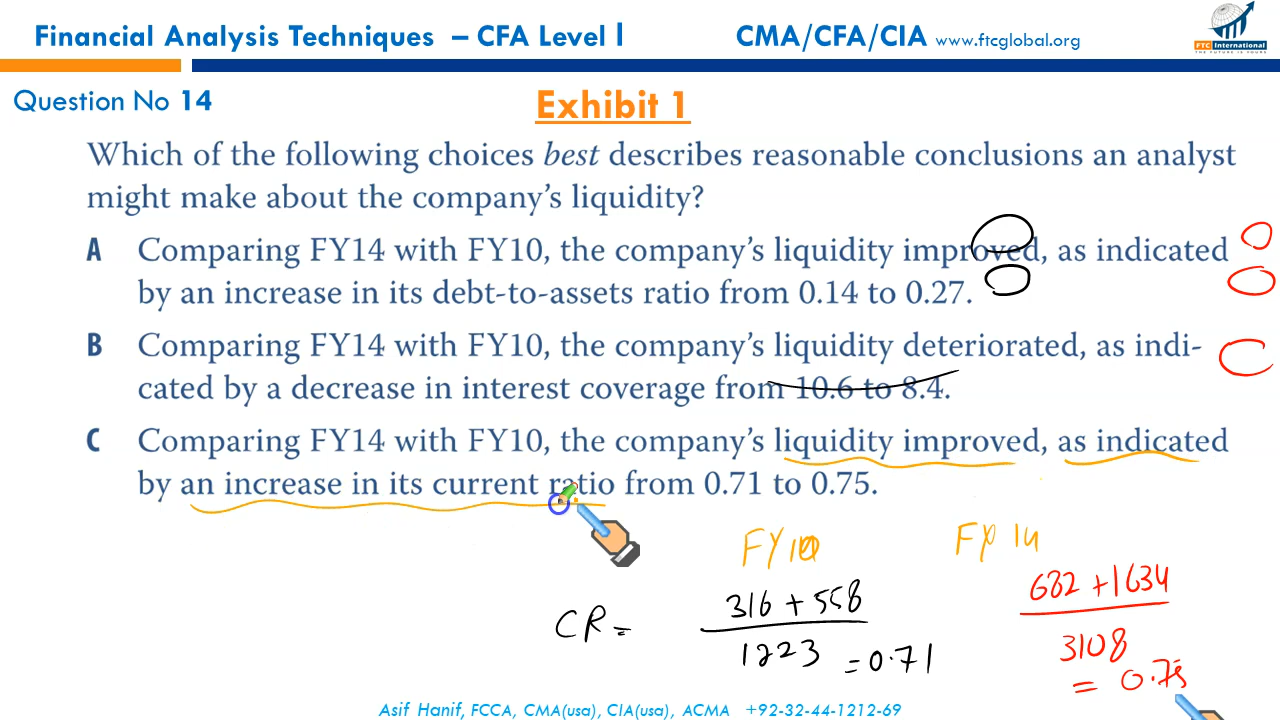 Financial Analysis Techniques – CFA Level I CMA/CFA/CIA www.ftcglobal.org
FTC International
THE FUTURE IS YOURS
Question No 14
Exhibit 1
Which of the following choices best describes reasonable conclusions an analyst
might make about the company's liquidity?
A Comparing FY14 with FY10, the company's liquidity improved, as indicated
by an increase in its debt-to-assets ratio from 0.14 to 0.27.
B Comparing FY14 with FY10, the company's liquidity deteriorated, as indi-
cated by a decrease in interest coverage from 10.6 to 8.4.
C Comparing FY14 with FY10, the company's liquidity improved, as indicated
by an increase in its current ratio from 0.71 to 0.75.
FY10 FY 14
CR = 316 + 558 682 + 1634
1223 = 0.71 3108
= 0.75
Asif Hanif, FCCA, CMA(usa), CIA(usa), ACMA +92-32-44-1212-69